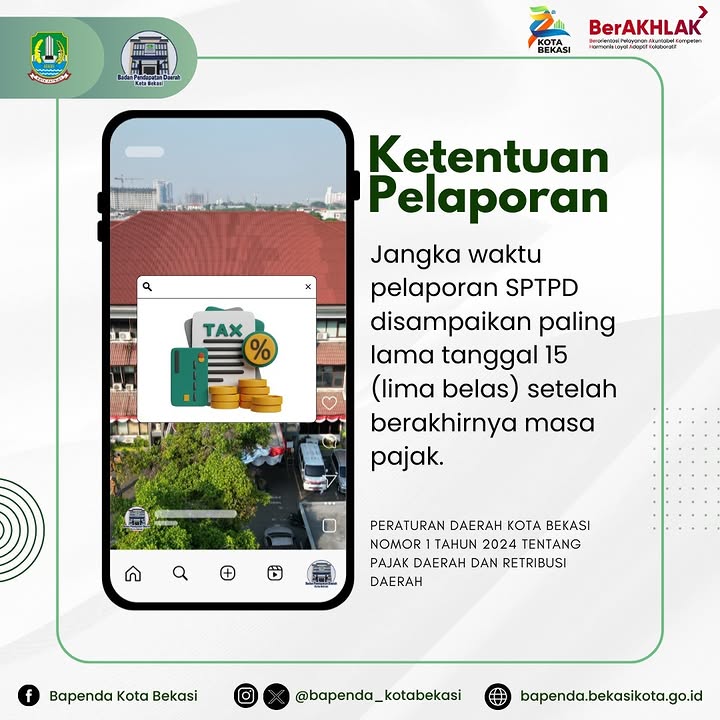 KOTA
BEKASI
BerAKHLAK
Berorientasi Pelayanan Akuntabel Kompeten
Harmonis Loyal Adaptif Kolaboratif
Badan Pendapatan Daerah
Kota Bekasi
Ketentuan
Pelaporan
Jangka waktu
pelaporan SPTPD
disampaikan paling
lama tanggal 15
(lima belas) setelah
berakhirnya masa
pajak.
TAX
%
PERATURAN DAERAH KOTA BEKASI
NOMOR 1 TAHUN 2024 TENTANG
PAJAK DAERAH DAN RETRIBUSI
DAERAH
Bapenda Kota Bekasi
@bapenda_kotabekasi
bapenda.bekasikota.go.id